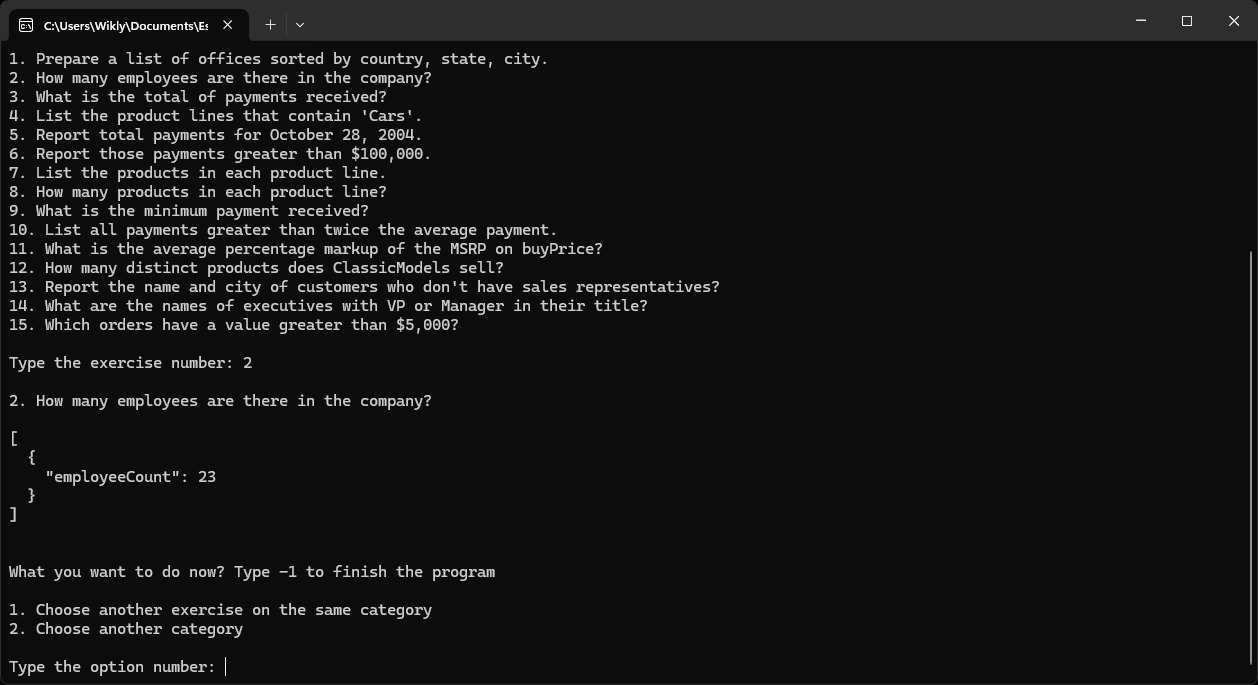 C:\Users\Wikly\Documents\Es
1. Prepare a list of offices sorted by country, state, city.
2. How many employees are there in the company?
3. What is the total of payments received?
4. List the product lines that contain 'Cars'.
5. Report total payments for October 28, 2004.
6. Report those payments greater than $100,000.
7. List the products in each product line.
8. How many products in each product line?
9. What is the minimum payment received?
10. List all payments greater than twice the average payment.
11. What is the average percentage markup of the MSRP on buyPrice?
12. How many distinct products does ClassicModels sell?
13. Report the name and city of customers who don't have sales representatives?
14. What are the names of executives with VP or Manager in their title?
15. Which orders have a value greater than $5,000?
Type the exercise number: 2
2. How many employees are there in the company?
[
{
"employeeCount": 23
}
]
What you want to do now? Type -1 to finish the program
1. Choose another exercise on the same category
2. Choose another category
Type the option number: